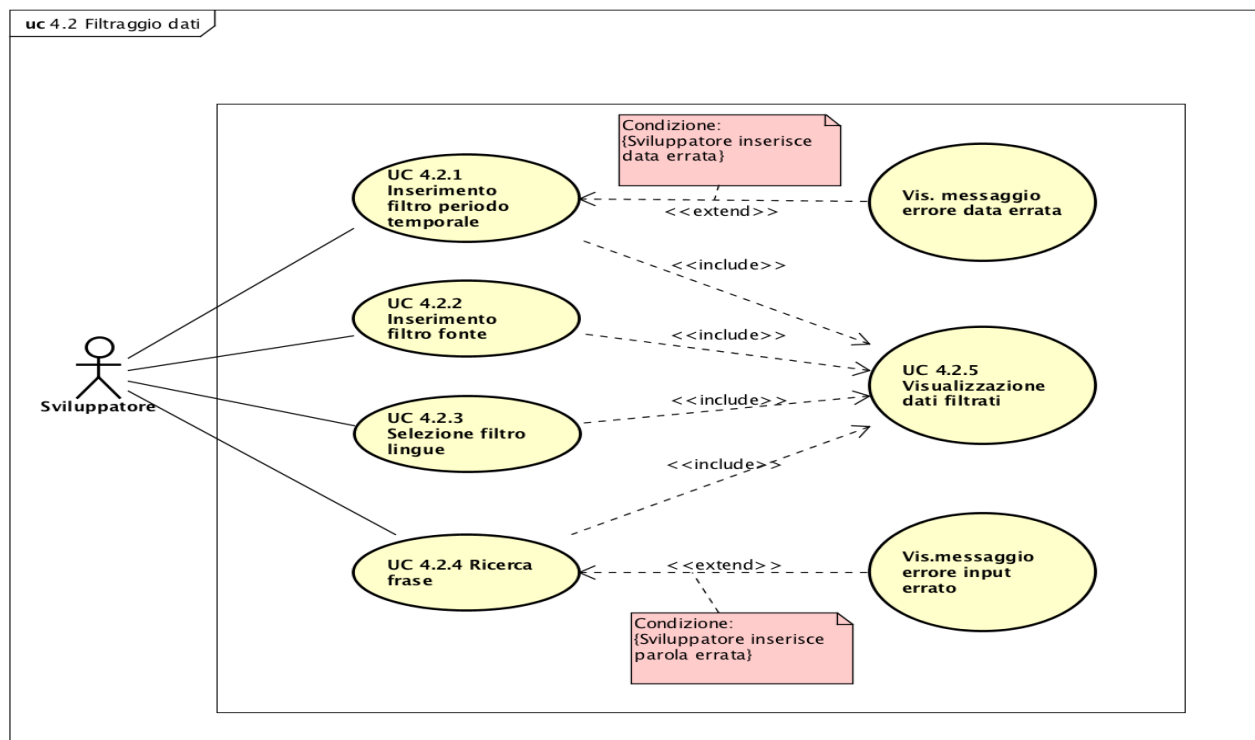 uc 4.2 Filtraggio dati
Condizione:
{Sviluppatore inserisce
data errata}
UC 4.2.1
Inserimento
filtro periodo
temporale
<<extend>>
Vis. messaggio
errore data errata
<<include>>
UC 4.2.2
Inserimento
filtro fonte
<<include>>
Sviluppatore
UC 4.2.3
Selezione filtro
lingue
<<include>>
UC 4.2.5
Visualizzazione
dati filtrati
<<include>>
UC 4.2.4 Ricerca
frase
<<extend>>
Vis.messaggio
errore input
errato
Condizione:
{Sviluppatore inserisce
parola errata}